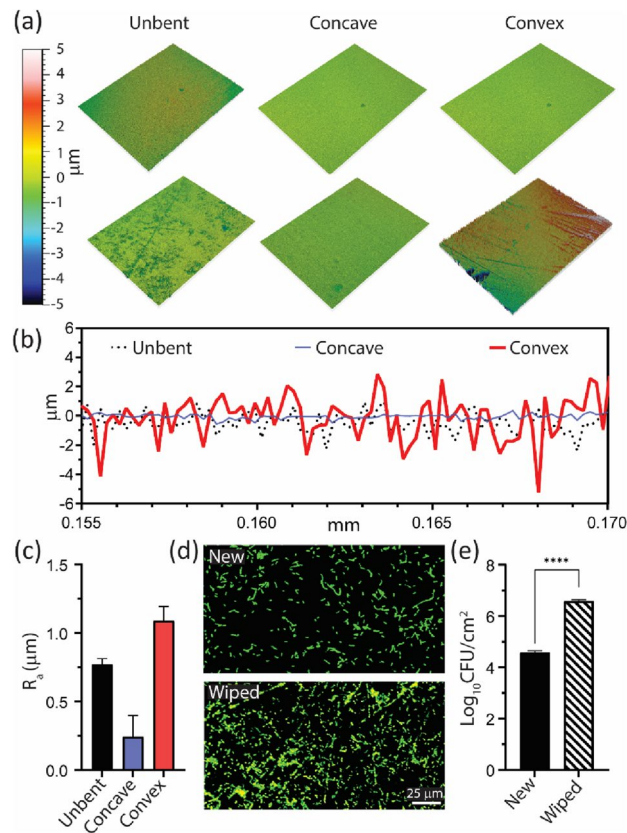 (a)
Unbent
Concave
Convex
5
4
3
2
1
0
-1
-2
-3
-4
-5
μm
(b)
Unbent
Concave
Convex
6
4
2
0
-2
-4
-6
μm
0.155
0.160
0.165
0.170
mm
(c)
1.5
1.0
0.5
0.0
Rₐ (μm)
Unbent
Concave
Convex
(d)
New
Wiped
25 μm
(e)
****
8
6
4
2
0
Log₁₀CFU/cm²
New
Wiped